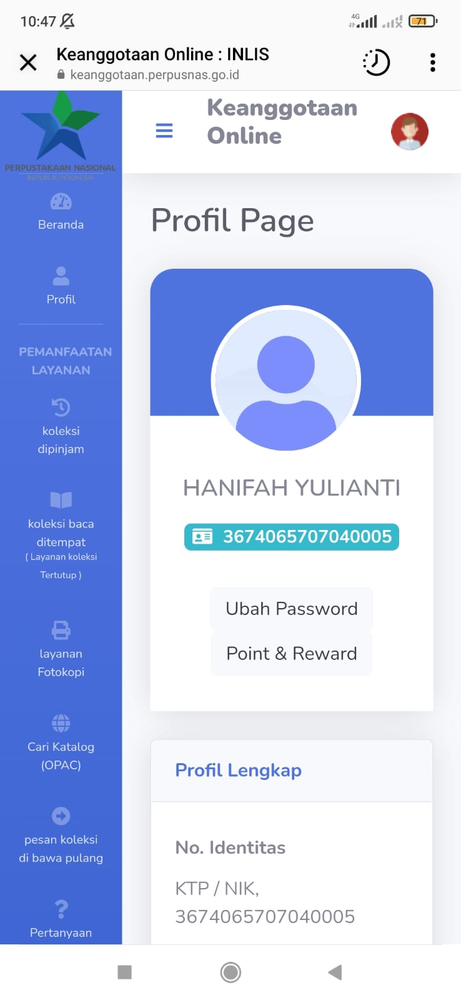 10:47
4G
71
Keanggotaan Online : INLIS
keanggotaan.perpusnas.go.id
PERPUSTAKAAN NASIONAL
REPUBLIK INDONESIA
Beranda
Profil
PEMANFAATAN
LAYANAN
koleksi
dipinjam
koleksi baca
ditempat
( Layanan koleksi
Tertutup )
layanan
Fotokopi
Cari Katalog
(OPAC)
pesan koleksi
di bawa pulang
Pertanyaan
Keanggotaan
Online
Profil Page
HANIFAH YULIANTI
3674065707040005
Ubah Password
Point & Reward
Profil Lengkap
No. Identitas
KTP / NIK,
3674065707040005